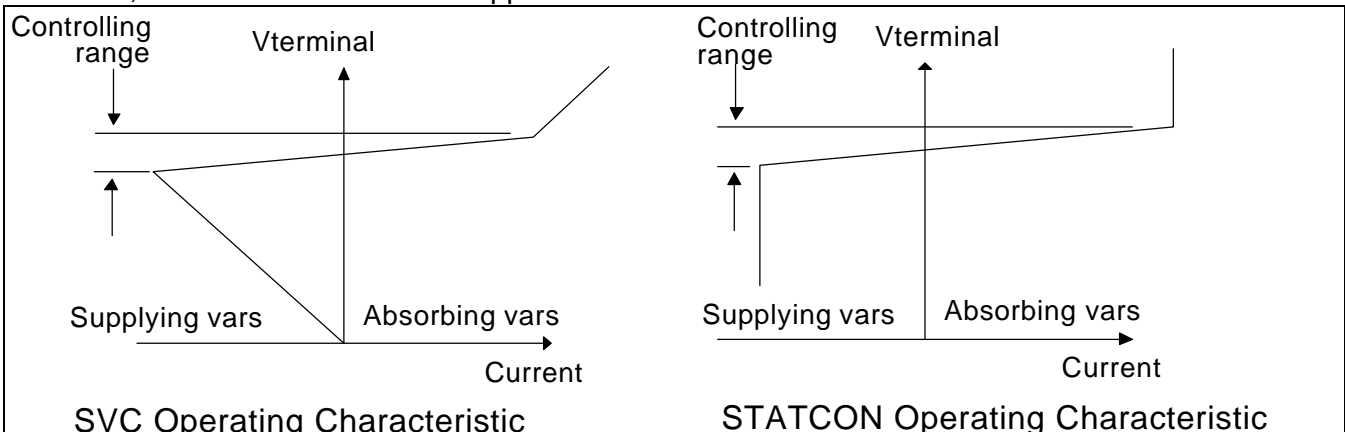 Controlling
range
Vterminal
Supplying vars
Absorbing vars
Current
SVC Operating Characteristic
Controlling
range
Vterminal
Supplying vars
Absorbing vars
Current
STATCON Operating Characteristic